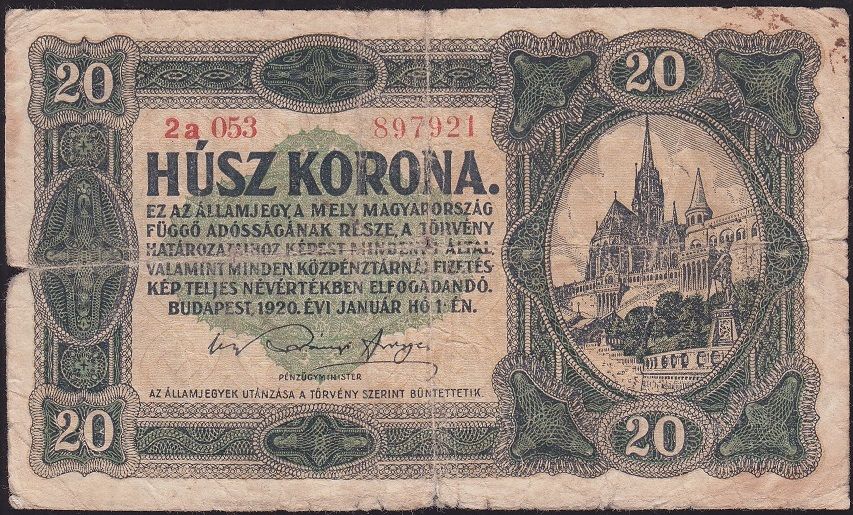 20
20
2a 053 897921
HÚSZ KORONA.
EZ AZ ÁLLAMJEGY, A MELY MAGYARORSZÁG
FÜGGŐ ADÓSSÁGÁNAK RÉSZE, A TÖRVÉNY
HATÁROZATAIHOZ KÉPEST MINDENKI ÁLTAL,
VALAMINT MINDEN KÖZPÉNZTÁRNÁL FIZETÉS
KÉP TELJES NÉVÉRTÉKBEN ELFOGADANDÓ.
BUDAPEST, 1920. ÉVI JANUÁR HÓ 1-ÉN.
PÉNZÜGYMINISTER
AZ ÁLLAMJEGYEK UTÁNZÁSA A TÖRVÉNY SZERINT BÜNTETTETIK.
20
20